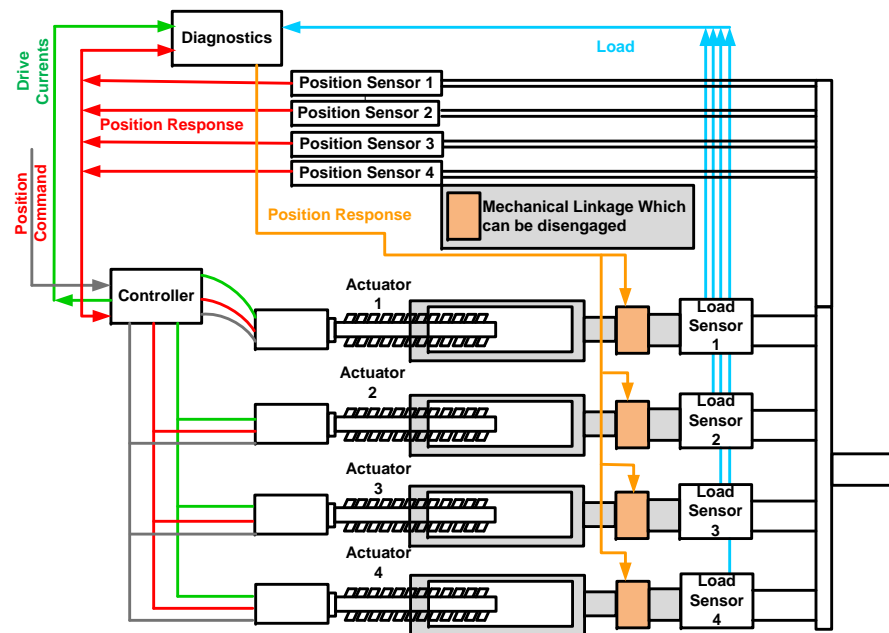 Diagnostics
Load
Drive
Currents
Position Sensor 1
Position Sensor 2
Position Response
Position Sensor 3
Position Sensor 4
Position
Command
Position Response
Mechanical Linkage Which
can be disengaged
Controller
Actuator
1
Load
Sensor
1
Actuator
2
Load
Sensor
2
Actuator
3
Load
Sensor
3
Actuator
4
Load
Sensor
4